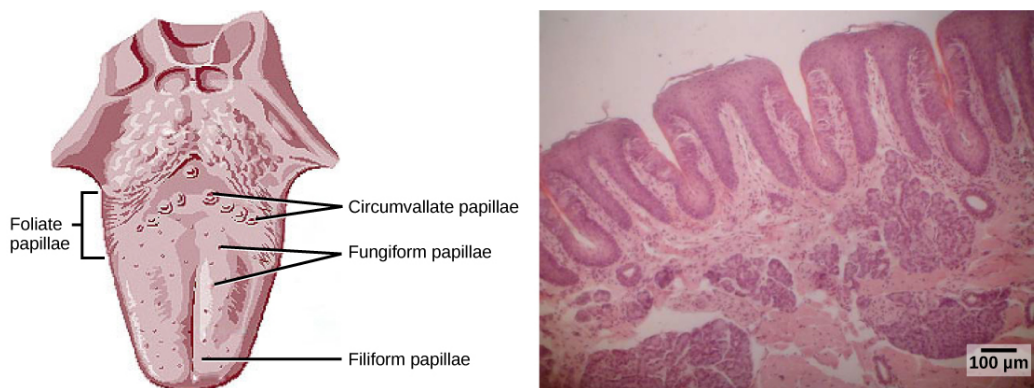 Foliate
papillae
Circumvallate papillae
Fungiform papillae
Filiform papillae
100 µm